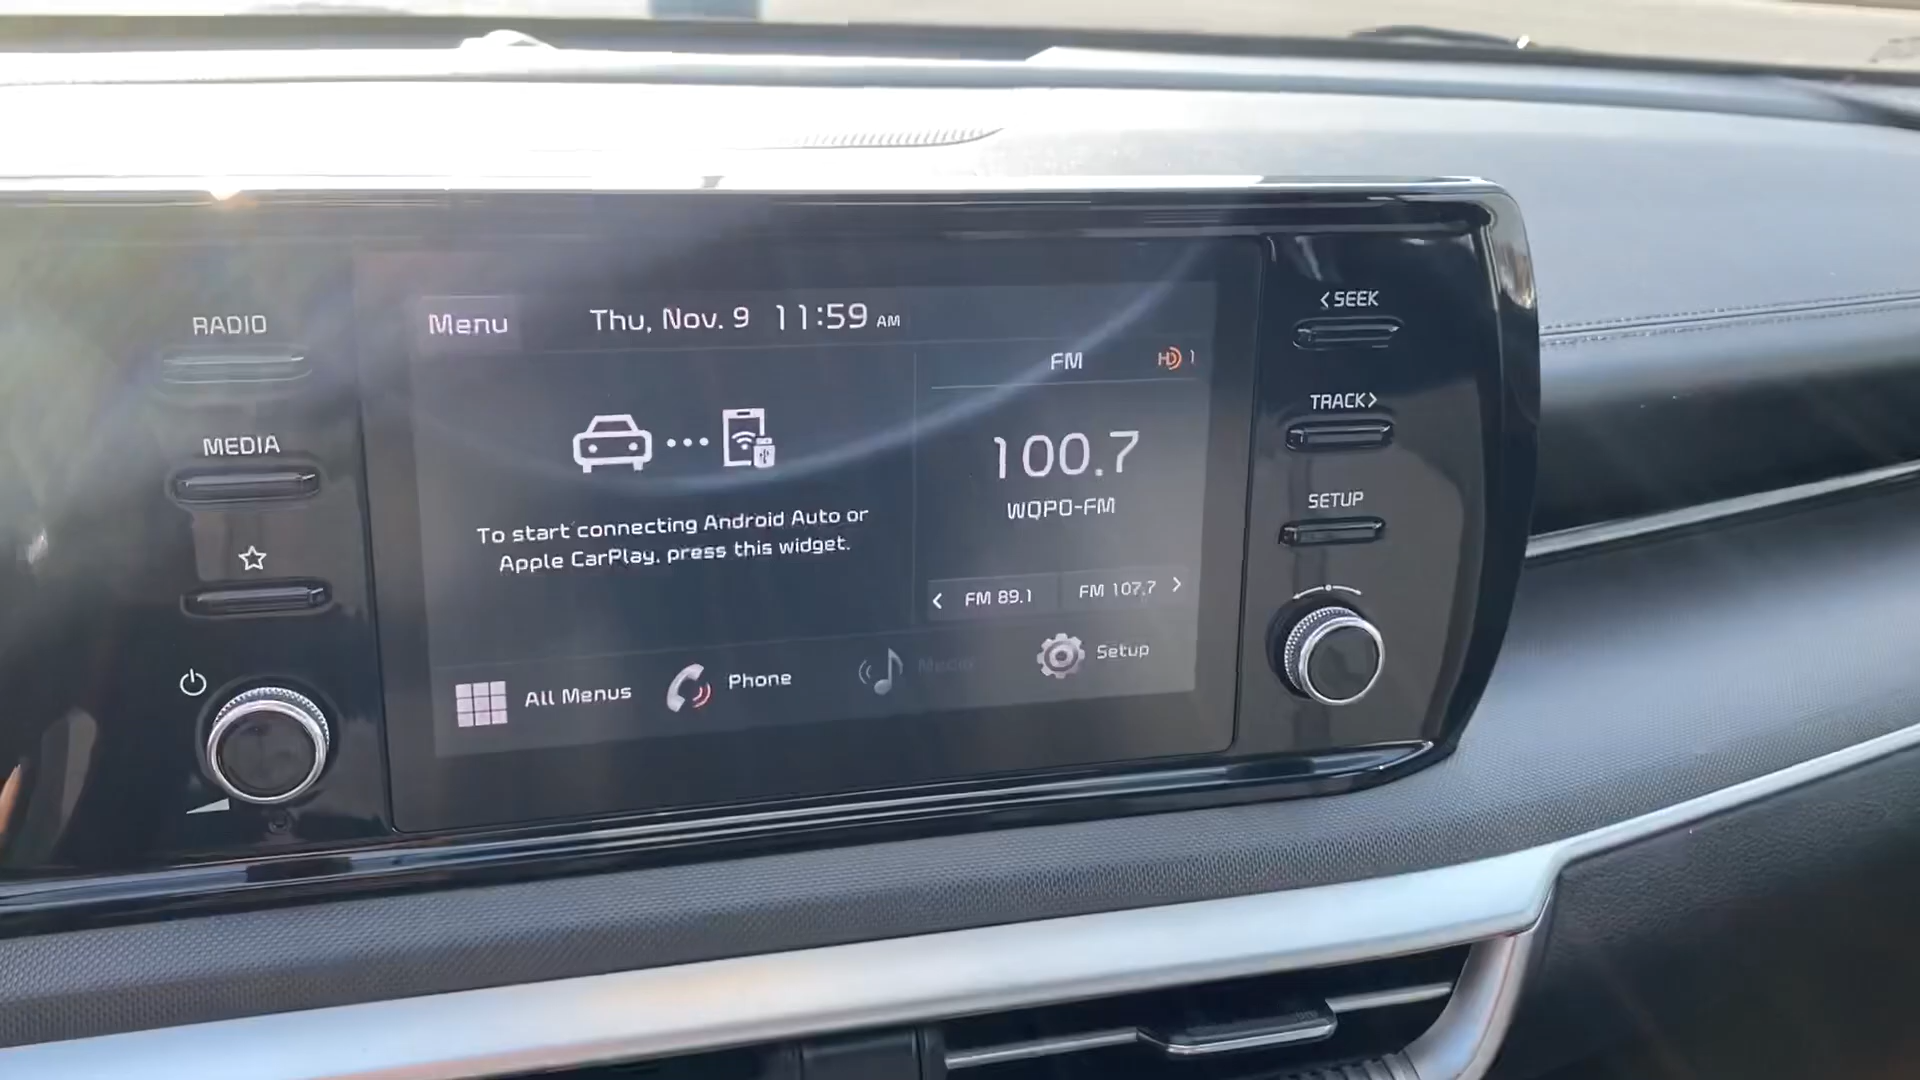 RADIO
MEDIA
Menu
Thu, Nov. 9 11:59 AM
To start connecting Android Auto or
Apple CarPlay, press this widget.
FM
HD 1
100.7
WQPO-FM
< FM 89.1
FM 107.7 >
All Menus
Phone
Media
Setup
< SEEK
TRACK >
SETUP